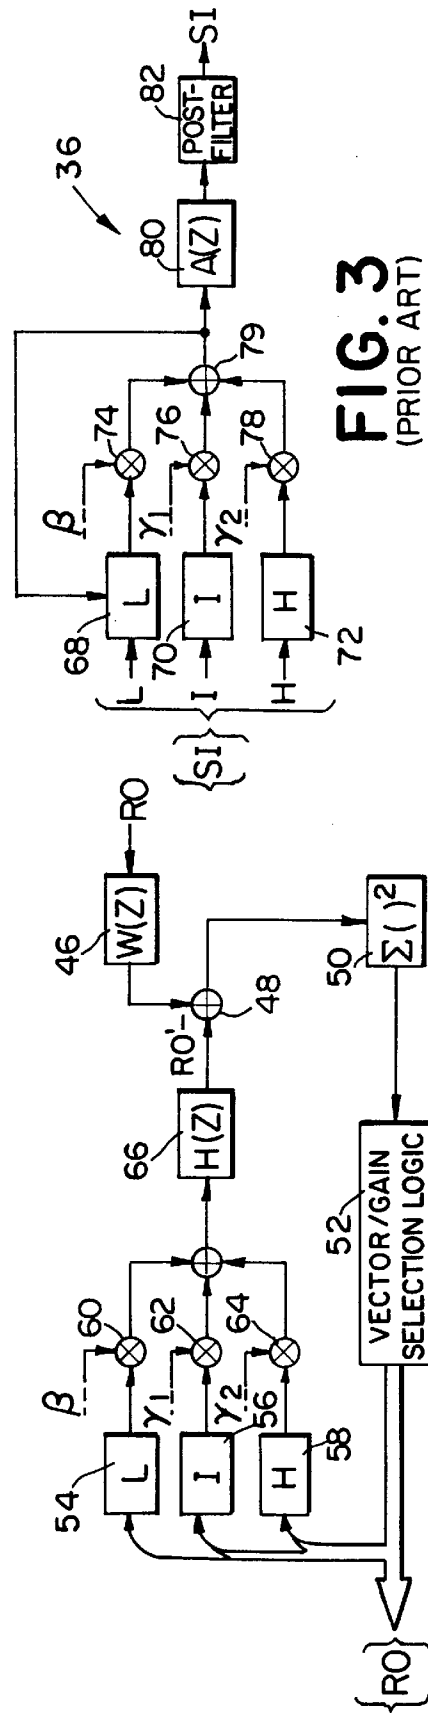 β
γ1
γ2
54
L
60
56
I
62
58
H
64
66
H(Z)
RO'
–
48
46
W(Z)
RO
50
Σ( )²
52
VECTOR/GAIN
SELECTION LOGIC
{RO}
{SI}
L
I
H
68
L
70
I
72
H
β
γ1
γ2
74
76
78
79
80
A(Z)
82
POST-
FILTER
SI
36
FIG. 3
(PRIOR ART)